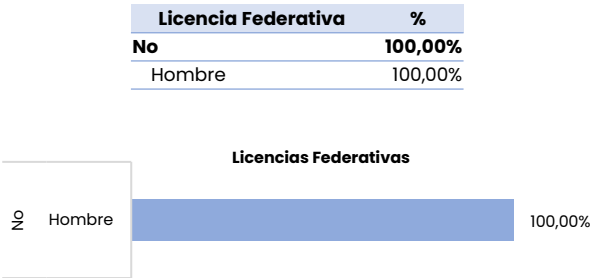 Licencia Federativa %
No 100,00%
Hombre 100,00%
Licencias Federativas
No Hombre 100,00%